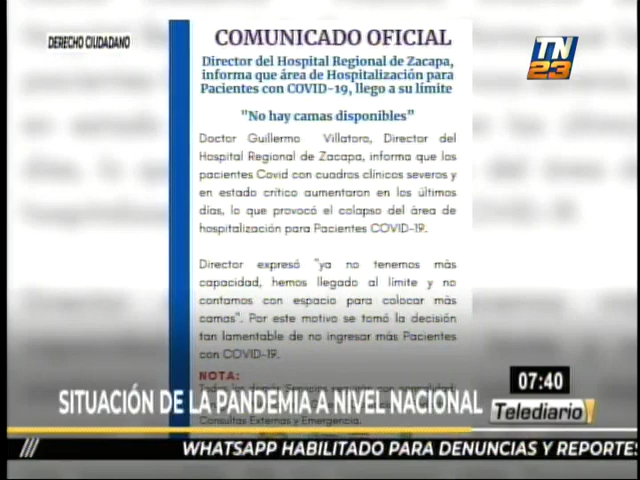 DERECHO CIUDADANO
TN
23
COMUNICADO OFICIAL
Director del Hospital Regional de Zacapa,
informa que área de Hospitalización para
Pacientes con COVID-19, llego a su límite
"No hay camas disponibles"
Doctor Guillermo Villatoro, Director del
Hospital Regional de Zacapa, informa que los
pacientes Covid con cuadros clínicos severos y
en estado crítico aumentaron en los últimos
días, lo que provocó el colapso del área de
hospitalización para Pacientes COVID-19.
Director expresó "ya no tenemos más
capacidad, hemos llegado al límite y no
contamos con espacio para colocar más
camas". Por este motivo se tomó la decisión
tan lamentable de no ingresar más Pacientes
con COVID-19.
NOTA:
Consultas Externas y Emergencia.
SITUACIÓN DE LA PANDEMIA A NIVEL NACIONAL
07:40
Telediario
WHATSAPP HABILITADO PARA DENUNCIAS Y REPORTES